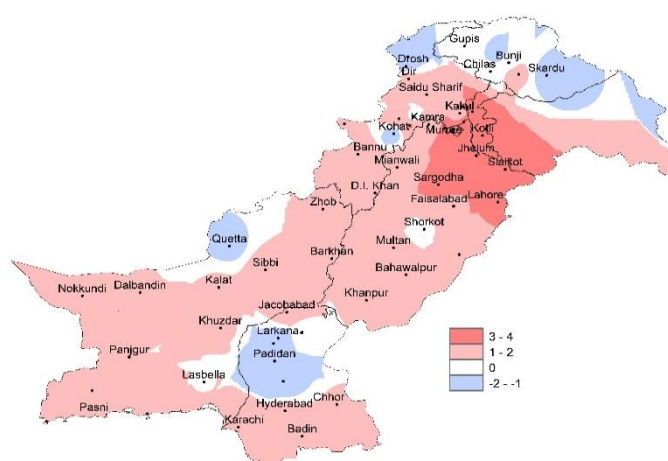 Gupis
Drosh
Bunji
Chilas
Skardu
Dir
Saidu Sharif
Kakul
Kamra
Kohat
Murree
Kotli
Bannu
Jhelum
Mianwali
Sialkot
Sargodha
D.I. Khan
Faisalabad
Lahore
Zhob
Shorkot
Quetta
Multan
Barkhan
Sibbi
Bahawalpur
Kalat
Dalbandin
Nokkundi
Khanpur
Jacobabad
Khuzdar
Larkana
Panjgur
Padidan
Lasbella
Pasni
Hyderabad
Chhor
Karachi
Badin
3 - 4
1 - 2
0
-2 - -1